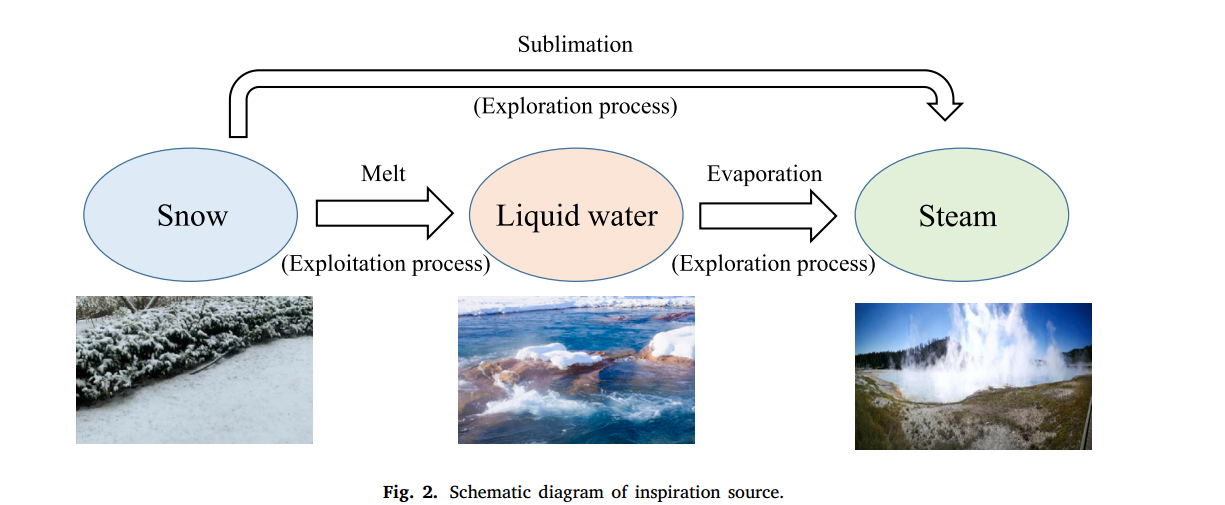 Sublimation
(Exploration process)
Melt
Evaporation
Snow
Liquid water
Steam
(Exploitation process)
(Exploration process)
Fig. 2. Schematic diagram of inspiration source.